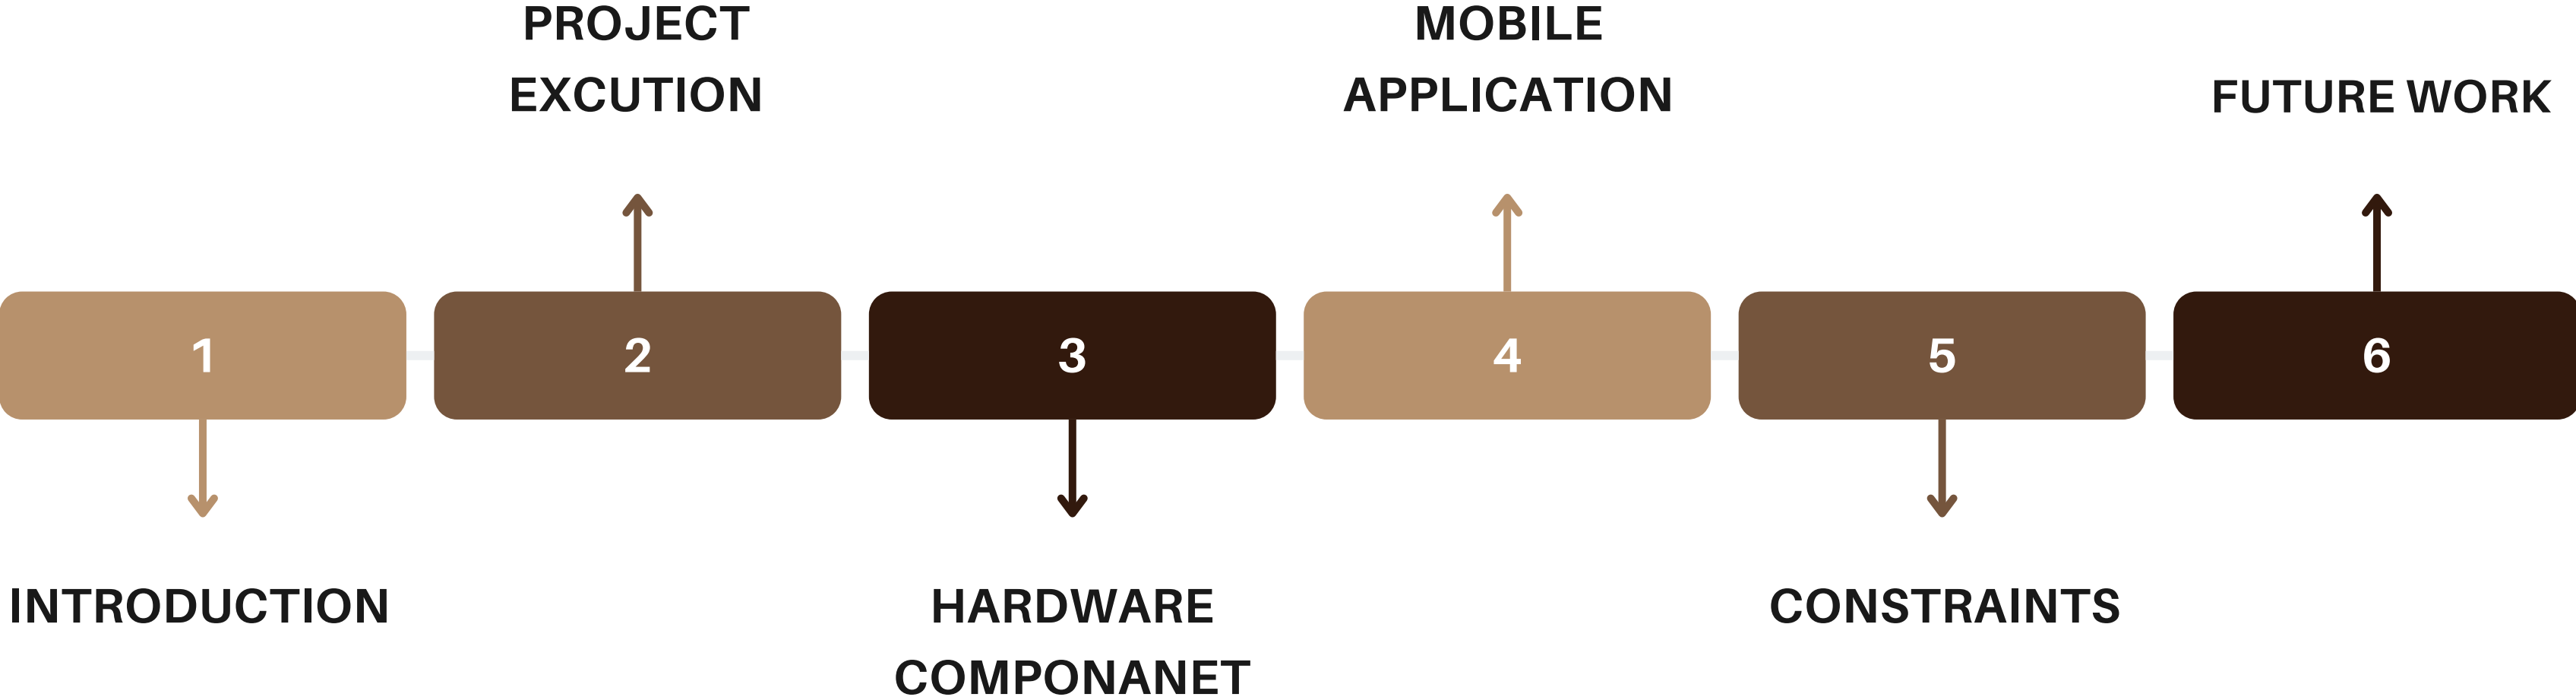 PROJECT
EXCUTION
MOBILE
APPLICATION
FUTURE WORK
1
2
3
4
5
6
INTRODUCTION
HARDWARE
COMPONANET
CONSTRAINTS